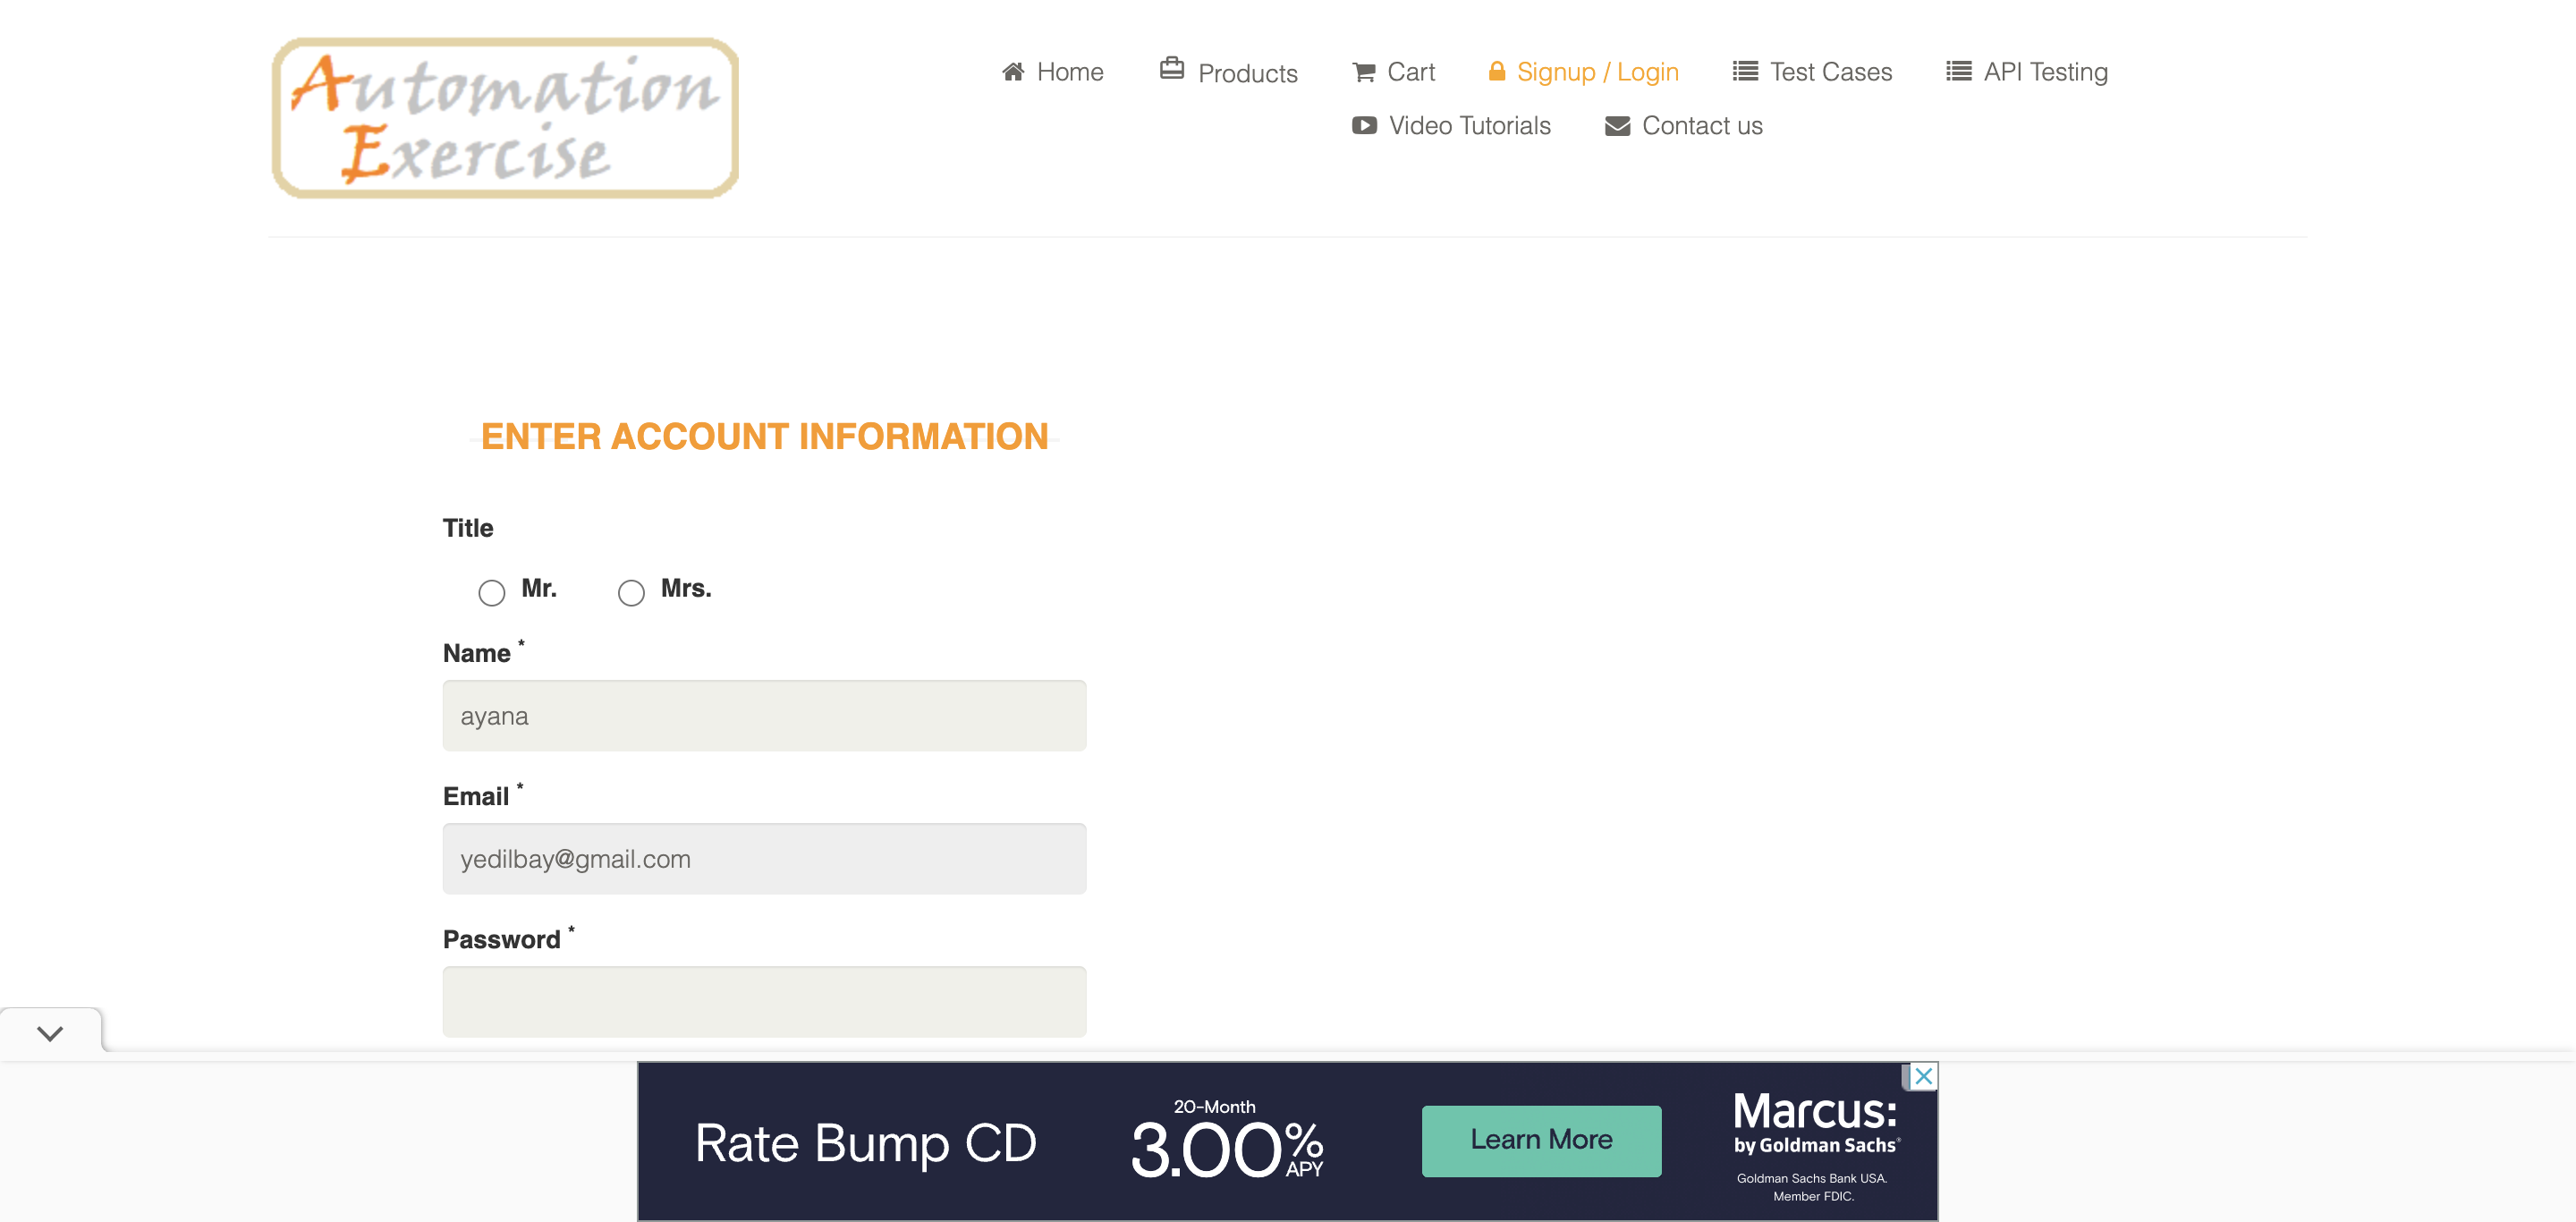 Automation
Exercise
Home Products Cart Signup / Login Test Cases API Testing
Video Tutorials Contact us
ENTER ACCOUNT INFORMATION
Title
Mr. Mrs.
Name *
ayana
Email *
yedilbay@gmail.com
Password *
Rate Bump CD
20-Month
3.00% APY
Learn More
Marcus:
by Goldman Sachs®
Goldman Sachs Bank USA.
Member FDIC.